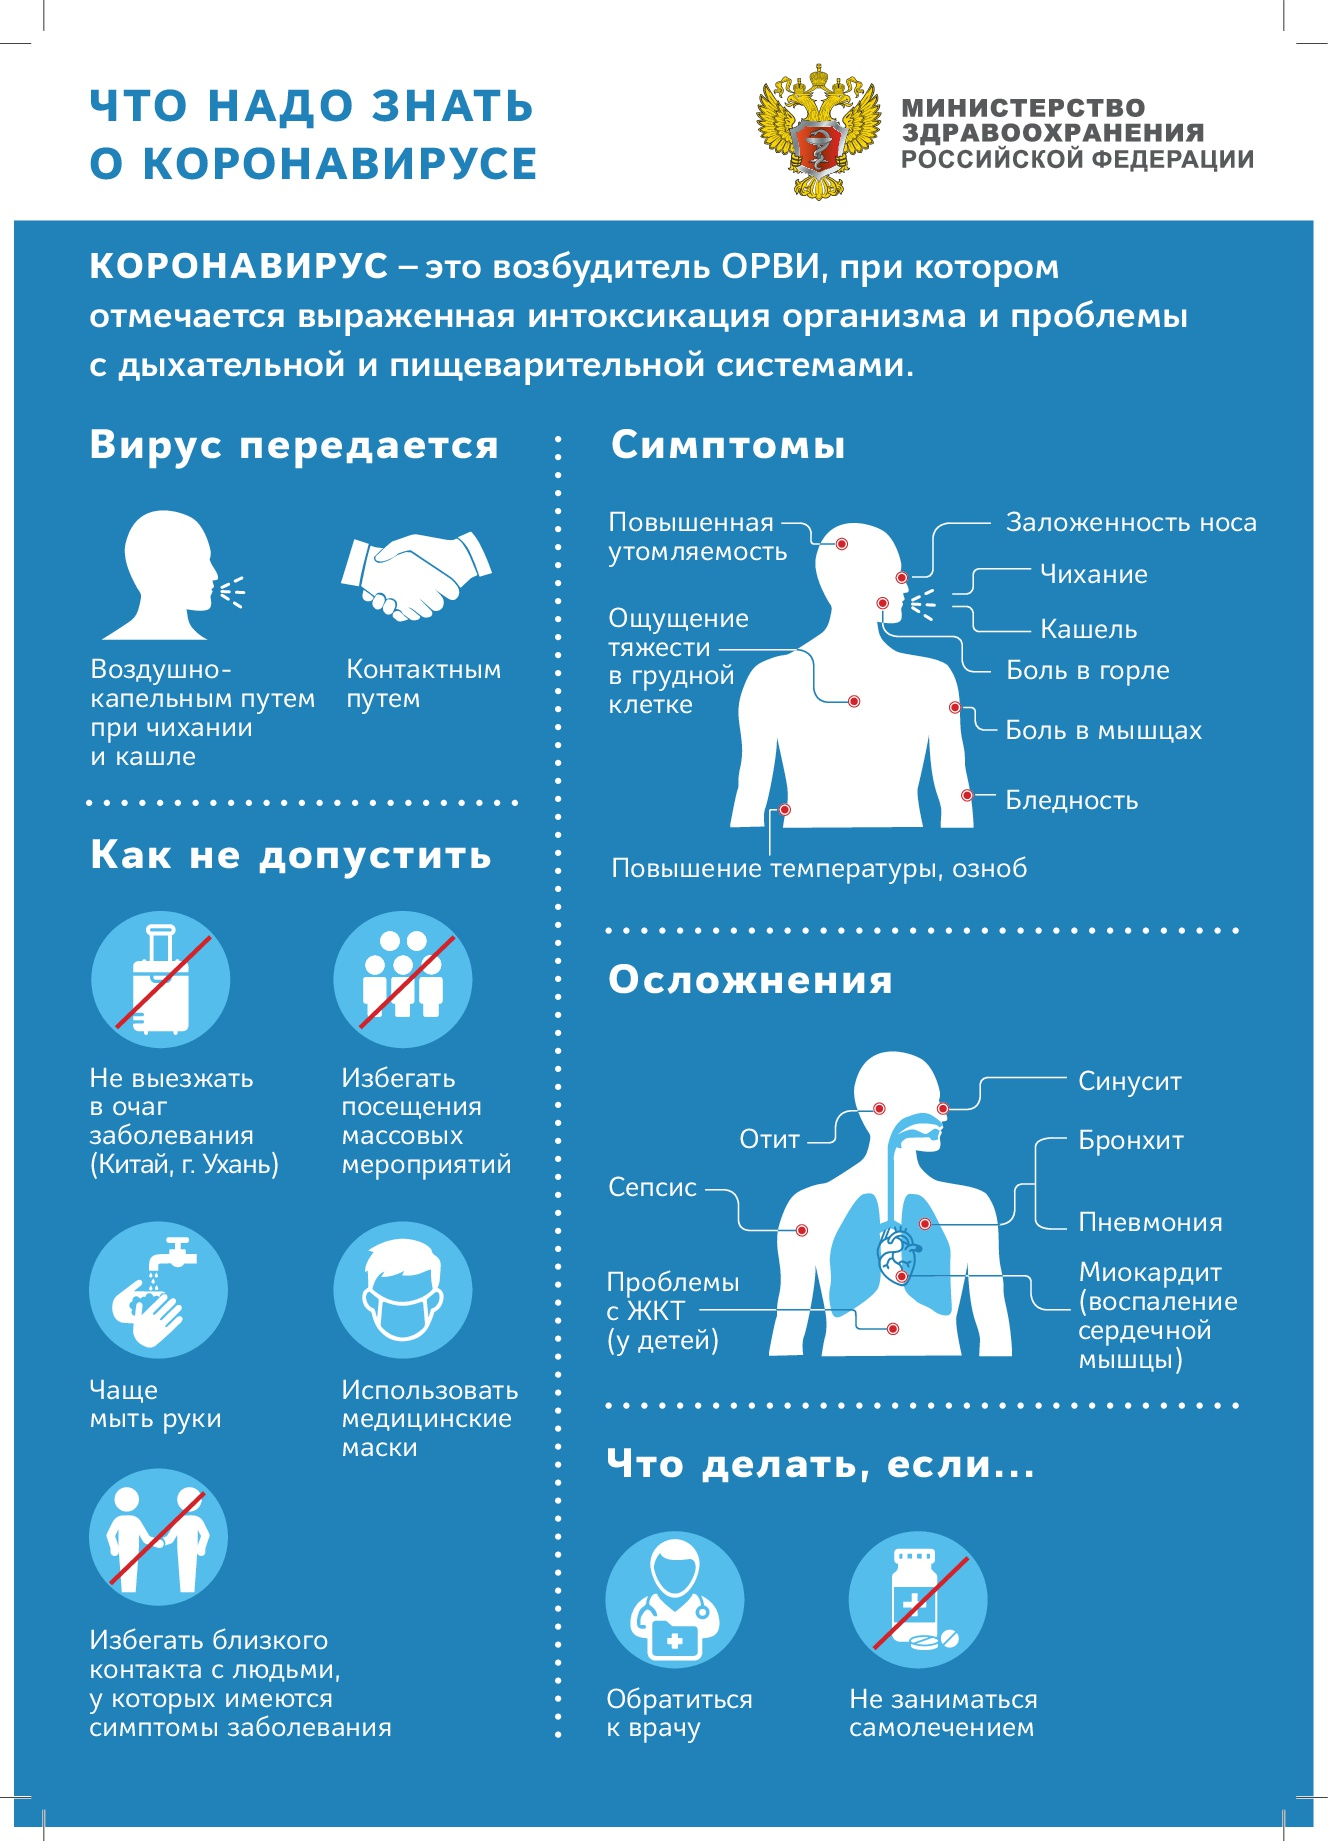 ЧТО НАДО ЗНАТЬ
О КОРОНАВИРУСЕ
МИНИСТЕРСТВО
ЗДРАВООХРАНЕНИЯ
РОССИЙСКОЙ ФЕДЕРАЦИИ
КОРОНАВИРУС – это возбудитель ОРВИ, при котором
отмечается выраженная интоксикация организма и проблемы
с дыхательной и пищеварительной системами.
Вирус передается
Воздушно-
капельным путем
при чихании
и кашле
Контактным
путем
Как не допустить
Не выезжать
в очаг
заболевания
(Китай, г. Ухань)
Избегать
посещения
массовых
мероприятий
Чаще
мыть руки
Использовать
медицинские
маски
Избегать близкого
контакта с людьми,
у которых имеются
симптомы заболевания
Симптомы
Повышенная
утомляемость
Ощущение
тяжести
в грудной
клетке
Заложенность носа
Чихание
Кашель
Боль в горле
Боль в мышцах
Бледность
Повышение температуры, озноб
Осложнения
Отит
Сепсис
Проблемы
с ЖКТ
(у детей)
Синусит
Бронхит
Пневмония
Миокардит
(воспаление
сердечной
мышцы)
Что делать, если...
Обратиться
к врачу
Не заниматься
самолечением